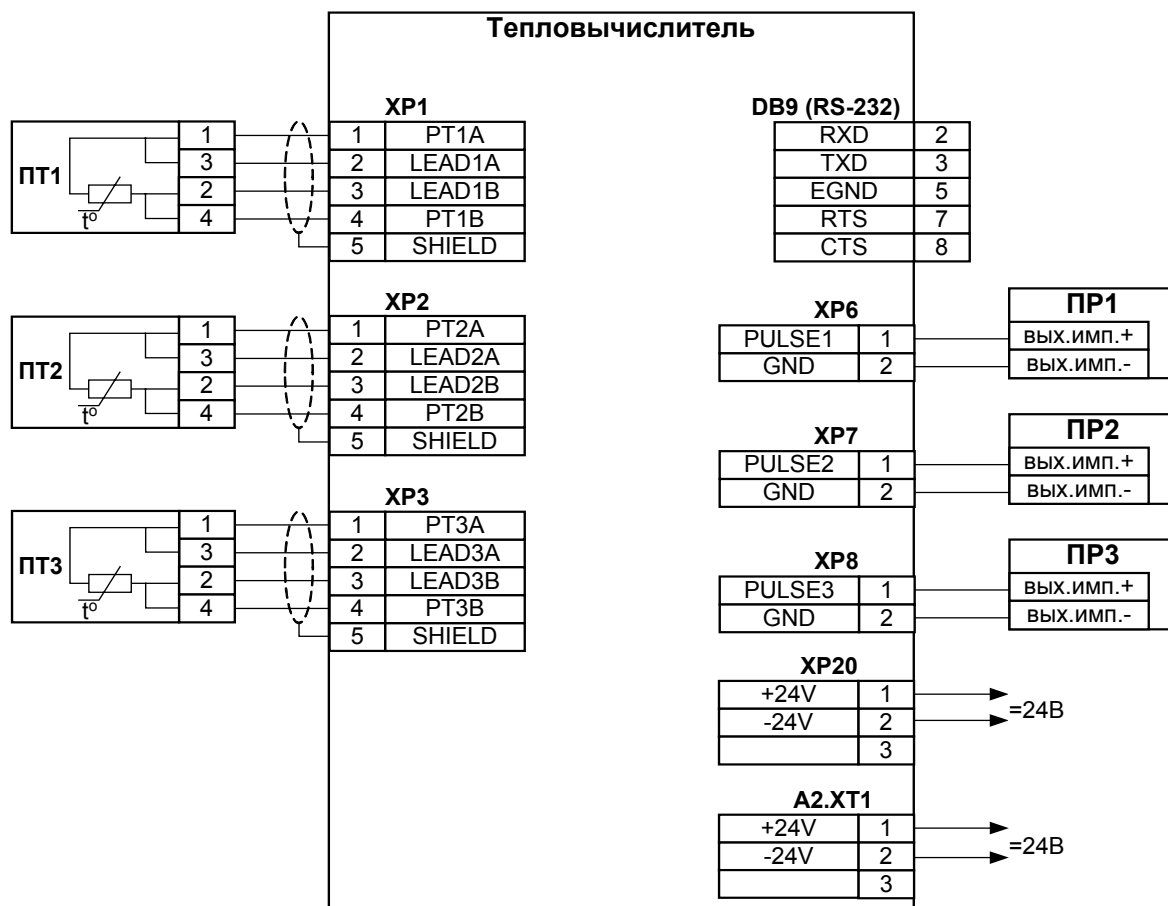 Тепловычислитель
XP1
ПТ1
1
3
2
4
t⁰
1 PT1A
2 LEAD1A
3 LEAD1B
4 PT1B
5 SHIELD
XP2
ПТ2
1
3
2
4
t⁰
1 PT2A
2 LEAD2A
3 LEAD2B
4 PT2B
5 SHIELD
XP3
ПТ3
1
3
2
4
t⁰
1 PT3A
2 LEAD3A
3 LEAD3B
4 PT3B
5 SHIELD
DB9 (RS-232)
RXD 2
TXD 3
EGND 5
RTS 7
CTS 8
XP6
PULSE1 1
GND 2
ПР1
вых.имп.+
вых.имп.-
XP7
PULSE2 1
GND 2
ПР2
вых.имп.+
вых.имп.-
XP8
PULSE3 1
GND 2
ПР3
вых.имп.+
вых.имп.-
XP20
+24V 1
-24V 2
3
=24В
A2.XT1
+24V 1
-24V 2
3
=24В